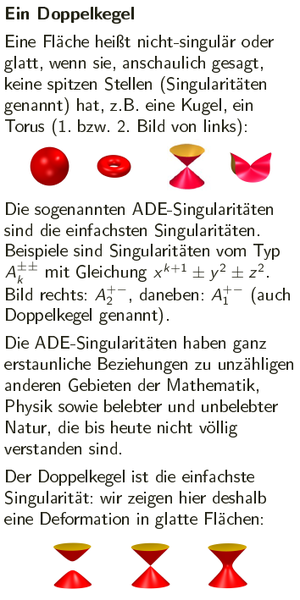 Ein Doppelkegel
Eine Fläche heißt nicht-singulär oder
glatt, wenn sie, anschaulich gesagt,
keine spitzen Stellen (Singularitäten
genannt) hat, z.B. eine Kugel, ein
Torus (1. bzw. 2. Bild von links):
Die sogenannten ADE-Singularitäten
sind die einfachsten Singularitäten.
Beispiele sind Singularitäten vom Typ
$A_k^{\pm\pm}$ mit Gleichung $x^{k+1} \pm y^2 \pm z^2$.
Bild rechts: $A_2^{+-}$, daneben: $A_1^{+-}$ (auch
Doppelkegel genannt).
Die ADE-Singularitäten haben ganz
erstaunliche Beziehungen zu unzähligen
anderen Gebieten der Mathematik,
Physik sowie belebter und unbelebter
Natur, die bis heute nicht völlig
verstanden sind.
Der Doppelkegel ist die einfachste
Singularität: wir zeigen hier deshalb
eine Deformation in glatte Flächen: